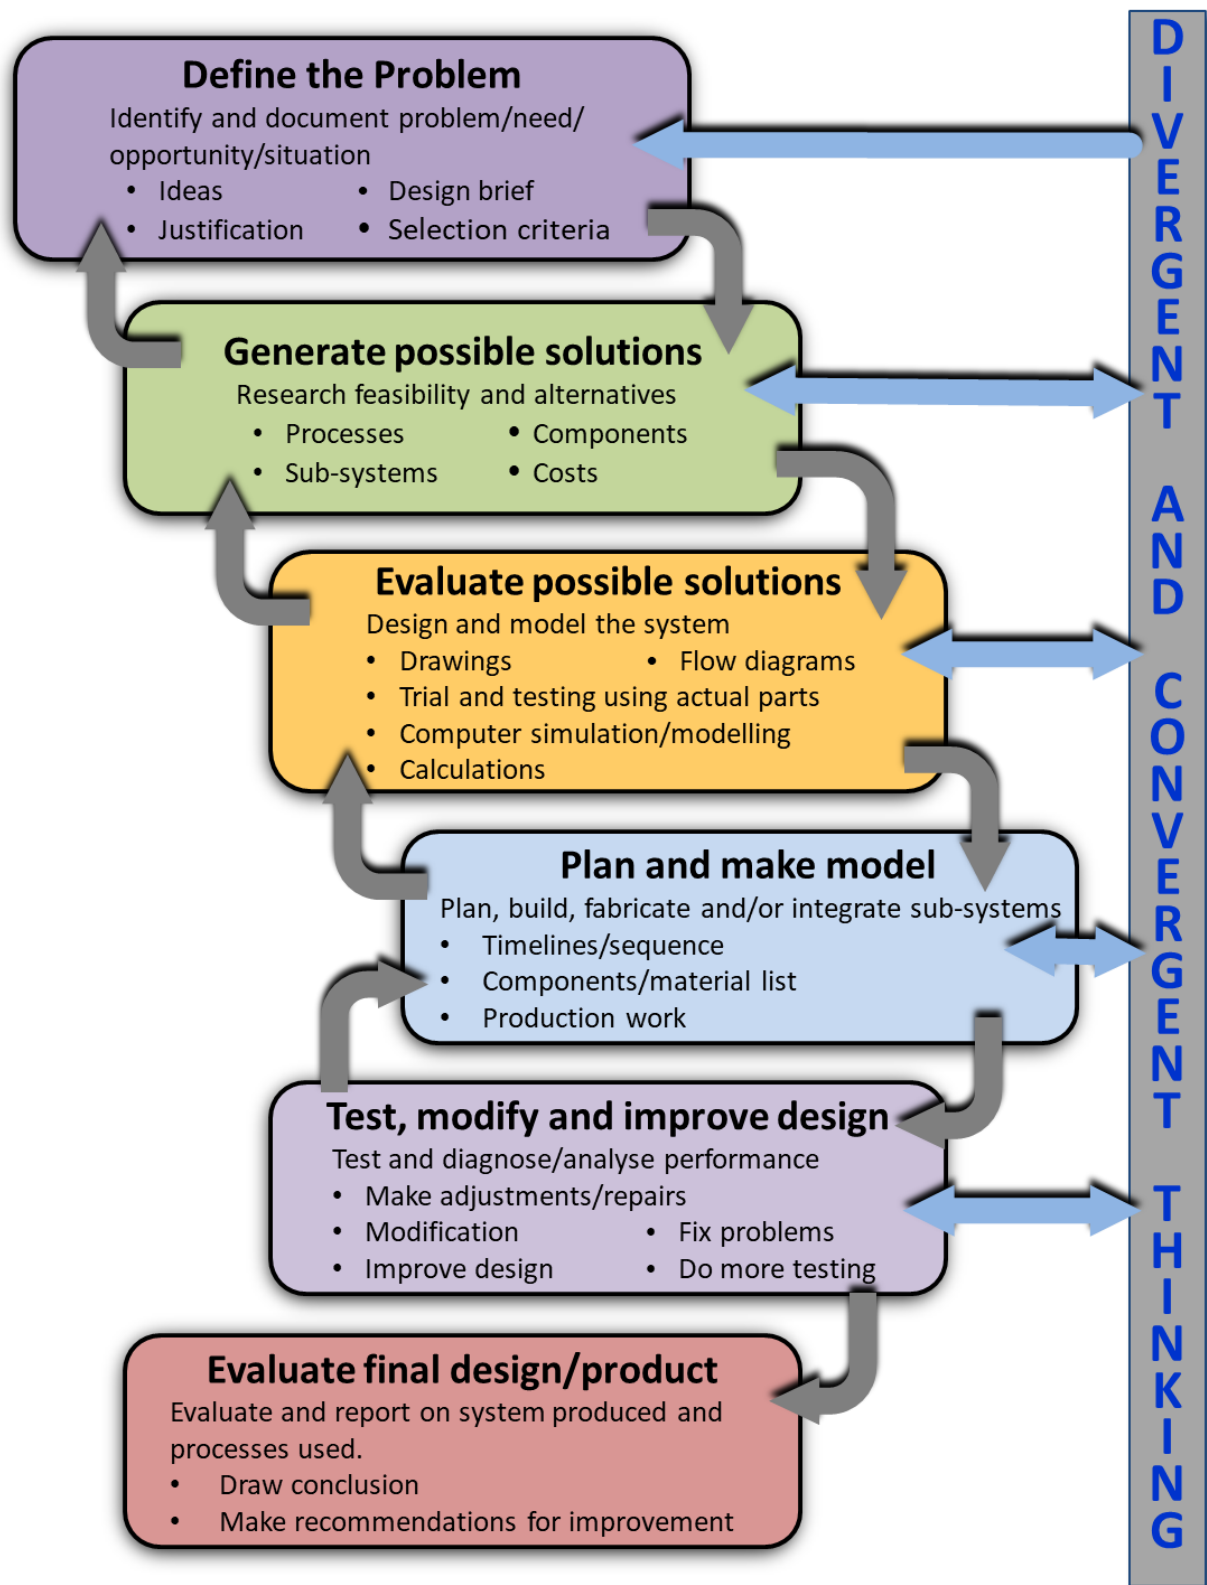 Define the Problem
Identify and document problem/need/
opportunity/situation
• Ideas • Design brief
• Justification • Selection criteria
Generate possible solutions
Research feasibility and alternatives
• Processes • Components
• Sub-systems • Costs
Evaluate possible solutions
Design and model the system
• Drawings • Flow diagrams
• Trial and testing using actual parts
• Computer simulation/modelling
• Calculations
Plan and make model
Plan, build, fabricate and/or integrate sub-systems
• Timelines/sequence
• Components/material list
• Production work
Test, modify and improve design
Test and diagnose/analyse performance
• Make adjustments/repairs
• Modification • Fix problems
• Improve design • Do more testing
Evaluate final design/product
Evaluate and report on system produced and
processes used.
• Draw conclusion
• Make recommendations for improvement
DIVERGENT AND CONVERGENT THINKING